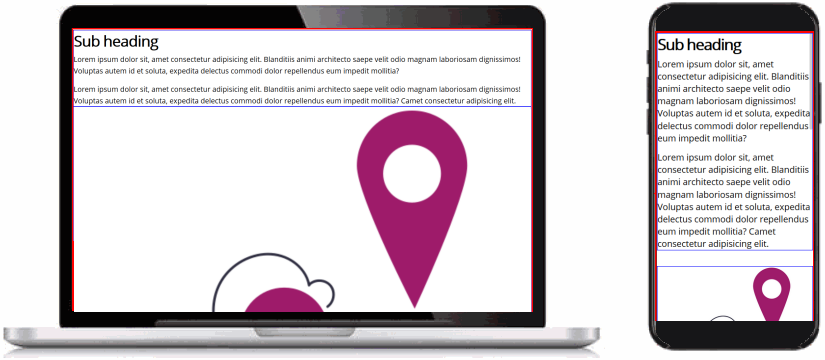 Sub heading
Lorem ipsum dolor sit, amet consectetur adipisicing elit. Blanditiis animi architecto saepe velit odio magnam laboriosam dignissimos!
Voluptas autem id et soluta, expedita delectus commodi dolor repellendus eum impedit mollitia?
Lorem ipsum dolor sit, amet consectetur adipisicing elit. Blanditiis animi architecto saepe velit odio magnam laboriosam dignissimos!
Voluptas autem id et soluta, expedita delectus commodi dolor repellendus eum impedit mollitia? Camet consectetur adipisicing elit.
Sub heading
Lorem ipsum dolor sit, amet
consectetur adipisicing elit. Blanditiis
animi architecto saepe velit odio
magnam laboriosam dignissimos!
Voluptas autem id et soluta, expedita
delectus commodi dolor repellendus
eum impedit mollitia?
Lorem ipsum dolor sit, amet
consectetur adipisicing elit. Blanditiis
animi architecto saepe velit odio
magnam laboriosam dignissimos!
Voluptas autem id et soluta, expedita
delectus commodi dolor repellendus
eum impedit mollitia? Camet
consectetur adipisicing elit.